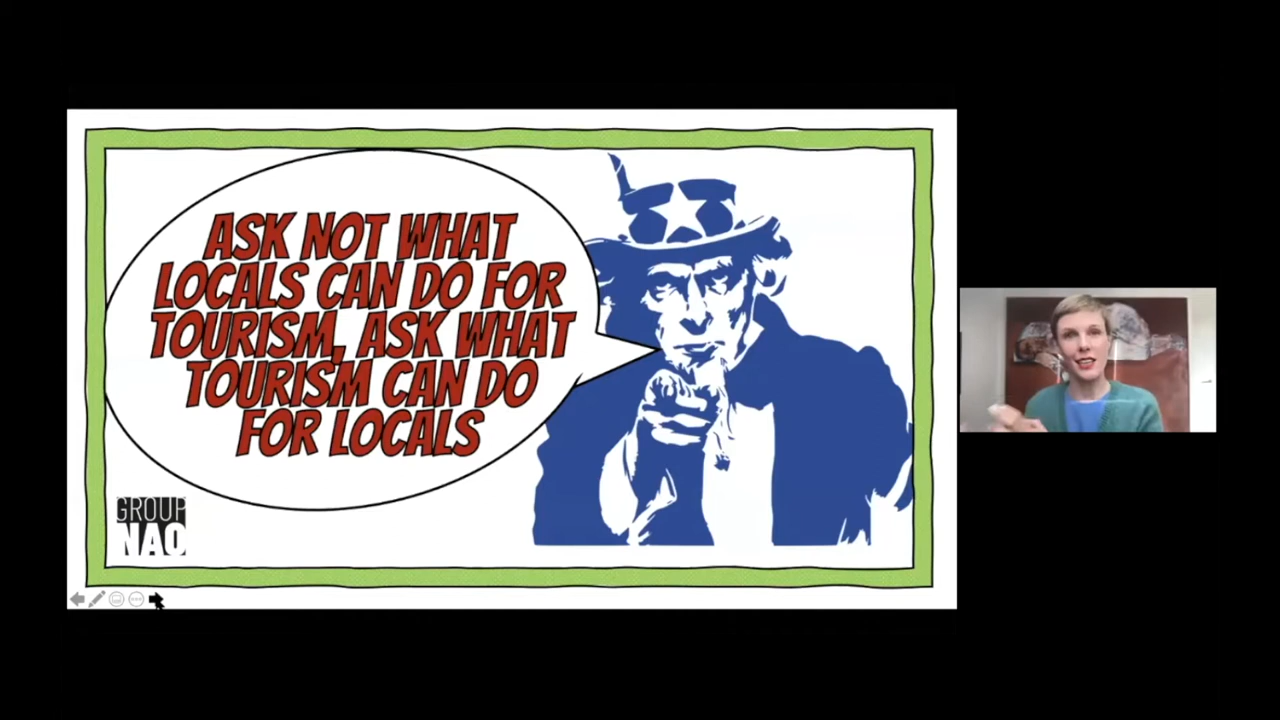 ASK NOT WHAT
LOCALS CAN DO FOR
TOURISM, ASK WHAT
TOURISM CAN DO
FOR LOCALS
GROUP
NAO